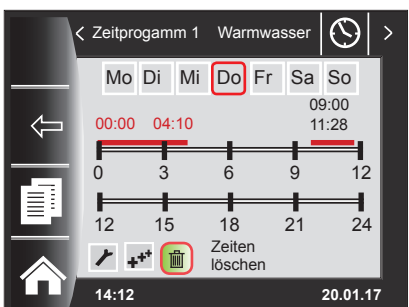 Zeitprogamm 1 Warmwasser
Mo Di Mi Do Fr Sa So
09:00
00:00 04:10 11:28
0 3 6 9 12
12 15 18 21 24
Zeiten
löschen
14:12 20.01.17